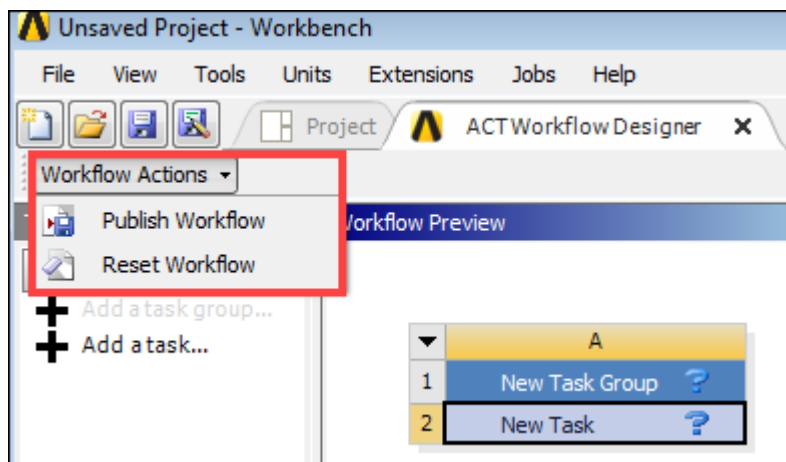 Unsaved Project - Workbench
File View Tools Units Extensions Jobs Help
Project ACT Workflow Designer
Workflow Actions
Publish Workflow
Workflow Preview
Reset Workflow
Add a task group...
Add a task...
A
1 New Task Group ?
2 New Task ?